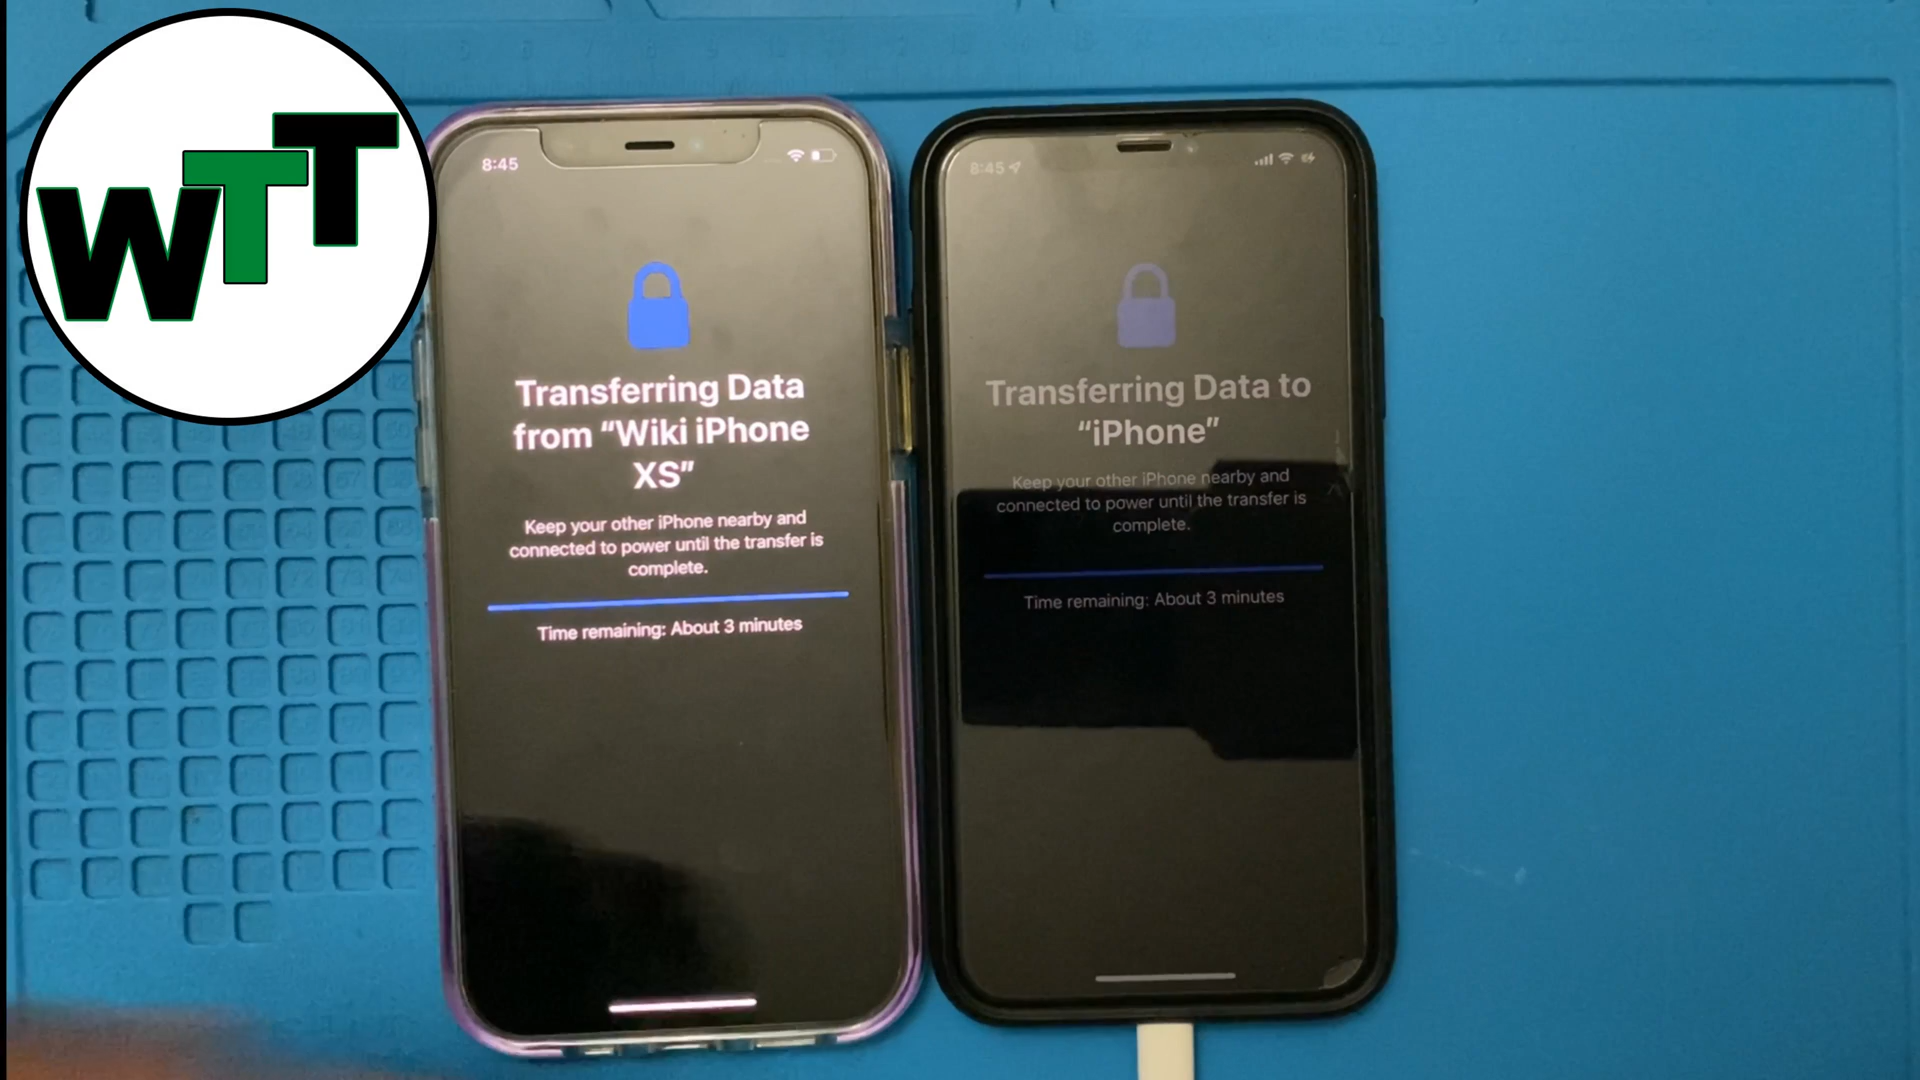 WTT
8:45
Transferring Data
from “Wiki iPhone
XS”
Keep your other iPhone nearby and
connected to power until the transfer is
complete.
Time remaining: About 3 minutes
8:45
Transferring Data to
“iPhone”
Keep your other iPhone nearby and
connected to power until the transfer is
complete.
Time remaining: About 3 minutes